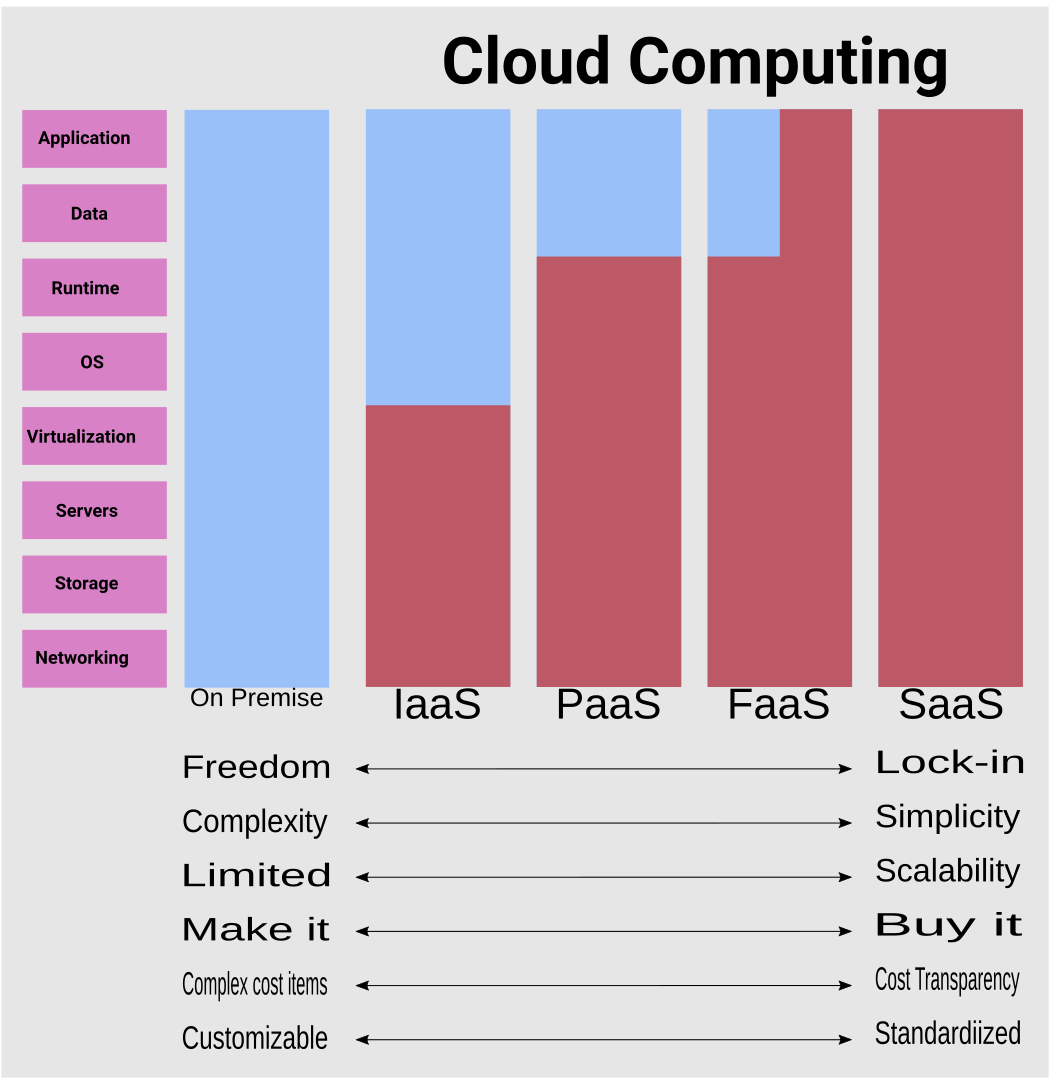 Cloud Computing
Application
Data
Runtime
OS
Virtualization
Servers
Storage
Networking
On Premise IaaS PaaS FaaS SaaS
Freedom Lock-in
Complexity Simplicity
Limited Scalability
Make it Buy it
Complex cost items Cost Transparency
Customizable Standardiized